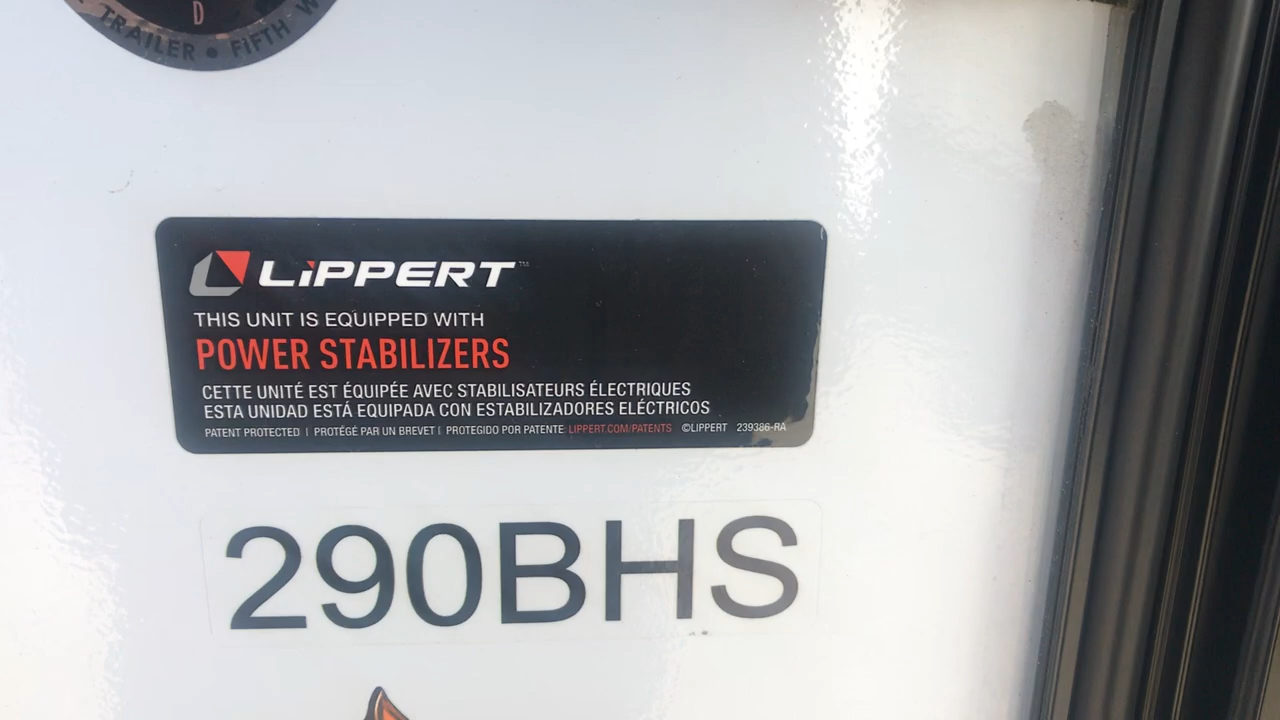 D
TRAILER • FIFTH
LiPPERT™
THIS UNIT IS EQUIPPED WITH
POWER STABILIZERS
CETTE UNITÉ EST ÉQUIPÉE AVEC STABILISATEURS ÉLECTRIQUES
ESTA UNIDAD ESTÁ EQUIPADA CON ESTABILIZADORES ELÉCTRICOS
PATENT PROTECTED | PROTÉGÉ PAR UN BREVET | PROTEGIDO POR PATENTE LIPPERT.COM/PATENTS ©LIPPERT 239386-RA
290BHS